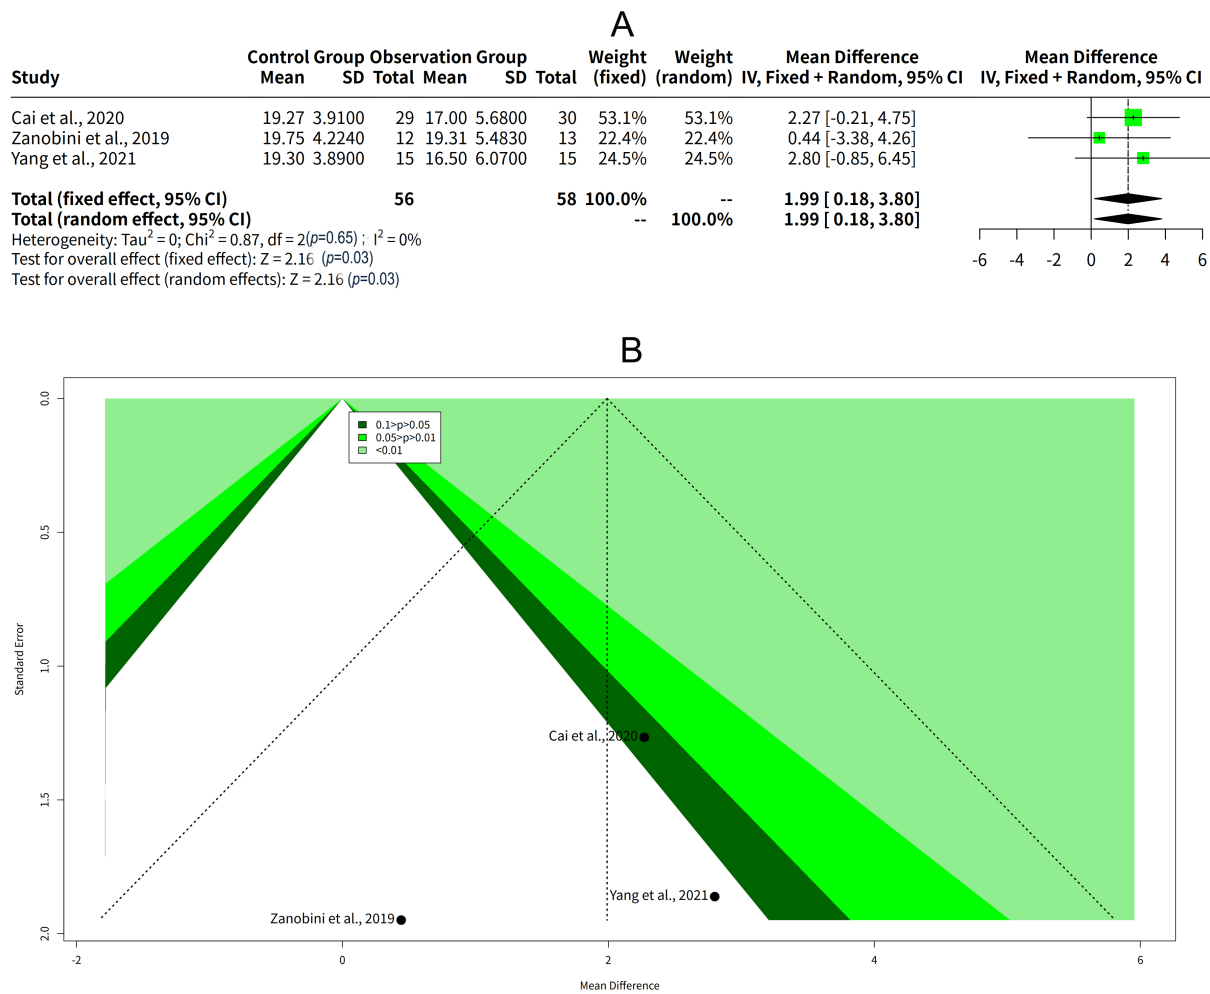 A
Control Group Observation Group Weight Weight Mean Difference Mean Difference
Study Mean SD Total Mean SD Total (fixed) (random) IV, Fixed + Random, 95% CI IV, Fixed + Random, 95% CI
Cai et al., 2020 19.27 3.9100 29 17.00 5.6800 30 53.1% 53.1% 2.27 [-0.21, 4.75]
Zanobini et al., 2019 19.75 4.2240 12 19.31 5.4830 13 22.4% 22.4% 0.44 [-3.38, 4.26]
Yang et al., 2021 19.30 3.8900 15 16.50 6.0700 15 24.5% 24.5% 2.80 [-0.85, 6.45]
Total (fixed effect, 95% CI) 56 58 100.0% -- 1.99 [ 0.18, 3.80]
Total (random effect, 95% CI) -- 100.0% 1.99 [ 0.18, 3.80]
Heterogeneity: Tau² = 0; Chi² = 0.87, df = 2(p=0.65) ; I² = 0%
Test for overall effect (fixed effect): Z = 2.16 (p=0.03)
Test for overall effect (random effects): Z = 2.16 (p=0.03)
-6 -4 -2 0 2 4 6
B
0.1>p>0.05
0.05>p>0.01
<0.01
Cai et al., 2020
Yang et al., 2021
Zanobini et al., 2019
Standard Error
0.0
0.5
1.0
1.5
2.0
-2 0 2 4 6
Mean Difference